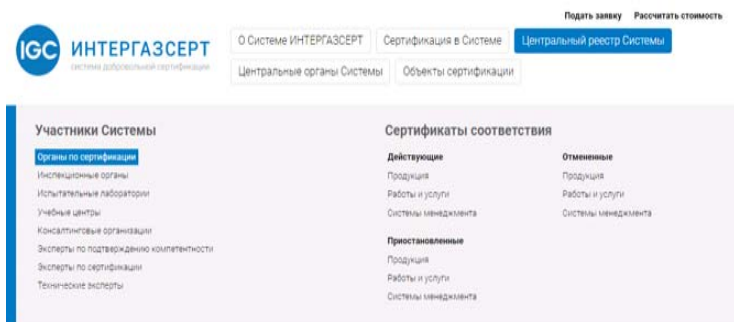 Подать заявку Рассчитать стоимость
IGC ИНТЕРГАЗСЕРТ
система добровольной сертификации
О Системе ИНТЕРГАЗСЕРТ Сертификация в Системе Центральный реестр Системы
Центральные органы Системы Объекты сертификации
Участники Системы
Органы по сертификации
Инспекционные органы
Испытательные лаборатории
Учебные центры
Консалтинговые организации
Эксперты по подтверждению компетентности
Эксперты по сертификации
Технические эксперты
Сертификаты соответствия
Действующие
Продукция
Работы и услуги
Системы менеджмента
Отмененные
Продукция
Работы и услуги
Системы менеджмента
Приостановленные
Продукция
Работы и услуги
Системы менеджмента